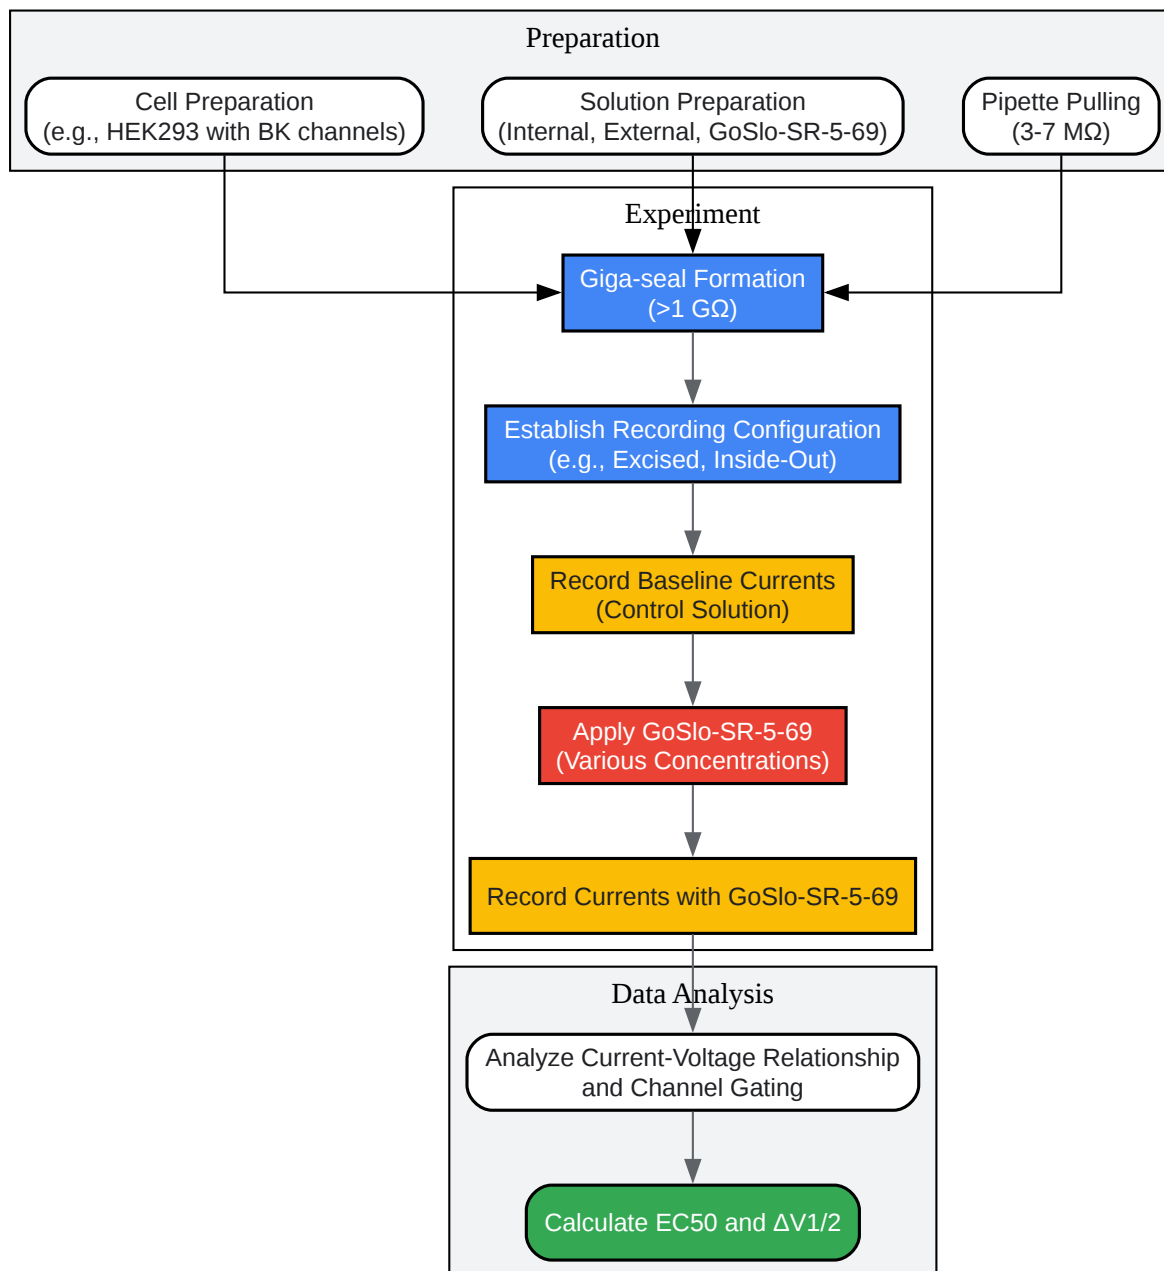 Preparation
Cell Preparation
(e.g., HEK293 with BK channels)
Solution Preparation
(Internal, External, GoSlo-SR-5-69)
Pipette Pulling
(3-7 MΩ)
Experiment
Giga-seal Formation
(>1 GΩ)
Establish Recording Configuration
(e.g., Excised, Inside-Out)
Record Baseline Currents
(Control Solution)
Apply GoSlo-SR-5-69
(Various Concentrations)
Record Currents with GoSlo-SR-5-69
Data Analysis
Analyze Current-Voltage Relationship
and Channel Gating
Calculate EC50 and ΔV1/2